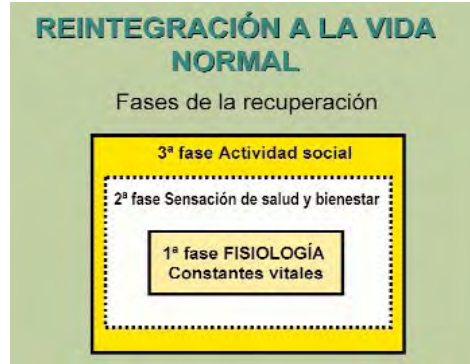 REINTEGRACIÓN A LA VIDA
NORMAL
Fases de la recuperación
3ª fase Actividad social
2ª fase Sensación de salud y bienestar
1ª fase FISIOLOGÍA
Constantes vitales